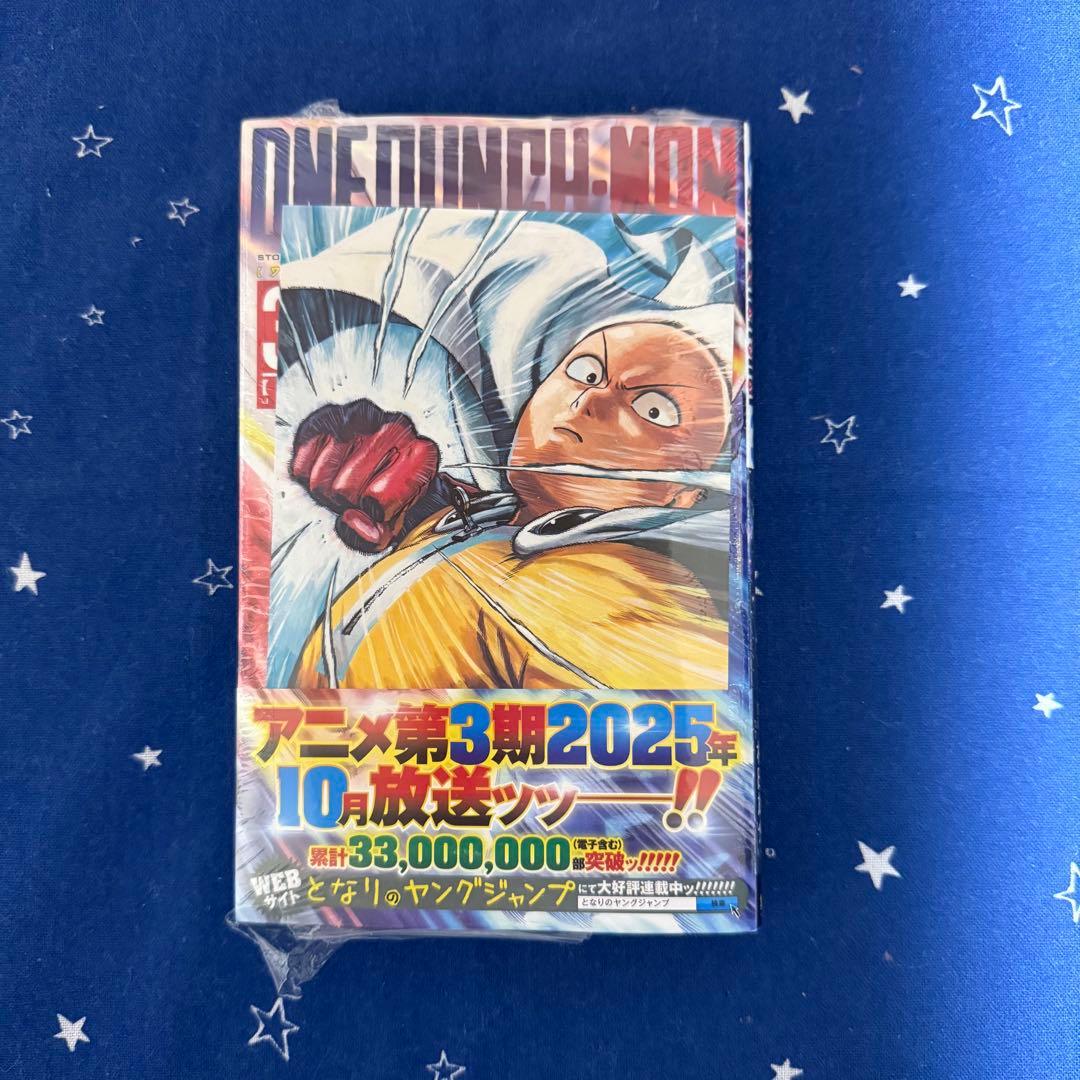 ONEPUNCH-MAN
STO
アニメ第3期2025年
10月放送ッッ――!!
累計33,000,000部(電子含む)突破ッ!!!!!
WEBサイト となりのヤングジャンプ にて大好評連載中ッ!!!!!!!
となりのヤングジャンプ 検索